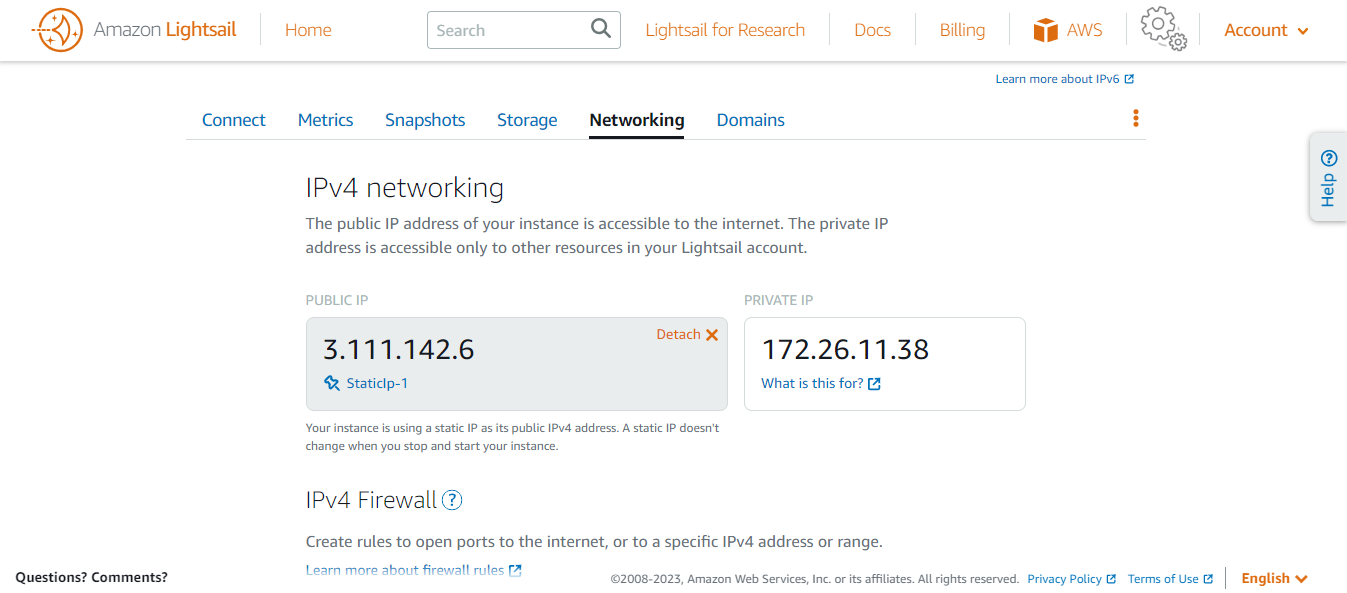 Amazon Lightsail Home Search Lightsail for Research Docs Billing AWS Account
Learn more about IPv6
Connect Metrics Snapshots Storage Networking Domains
Help
IPv4 networking
The public IP address of your instance is accessible to the internet. The private IP
address is accessible only to other resources in your Lightsail account.
PUBLIC IP PRIVATE IP
Detach
3.111.142.6 172.26.11.38
StaticIp-1 What is this for?
Your instance is using a static IP as its public IPv4 address. A static IP doesn't
change when you stop and start your instance.
IPv4 Firewall ?
Create rules to open ports to the internet, or to a specific IPv4 address or range.
Learn more about firewall rules
Questions? Comments? ©2008-2023, Amazon Web Services, Inc. or its affiliates. All rights reserved. Privacy Policy Terms of Use English